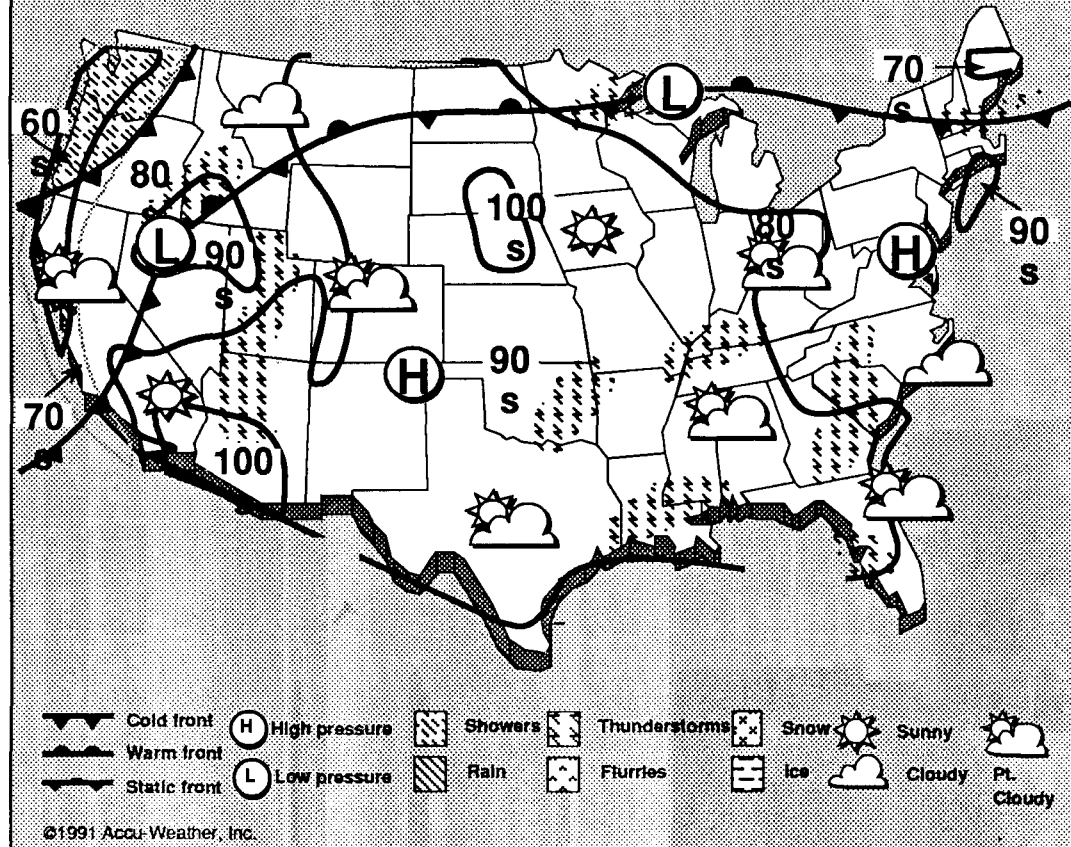 L
70
60
s
s
s
80
s
100
90
L
90
s
80
s
H
90
s
s
H
90
s
70
100
s
Cold front H High pressure Showers Thunderstorms Snow Sunny
Warm front
Static front L Low pressure Rain Flurries Ice Cloudy Pt.
Cloudy
©1991 Accu-Weather, Inc.